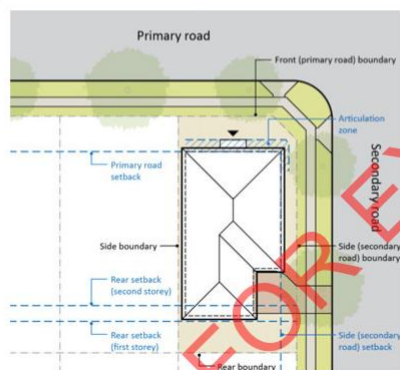 Primary road
Front (primary road) boundary
Articulation
zone
Secondary road
Primary road
setback
Side boundary
Side (secondary
road) boundary
Rear setback
(second storey)
Rear setback
(first storey)
Side (secondary
road) setback
Rear boundary
FOR E